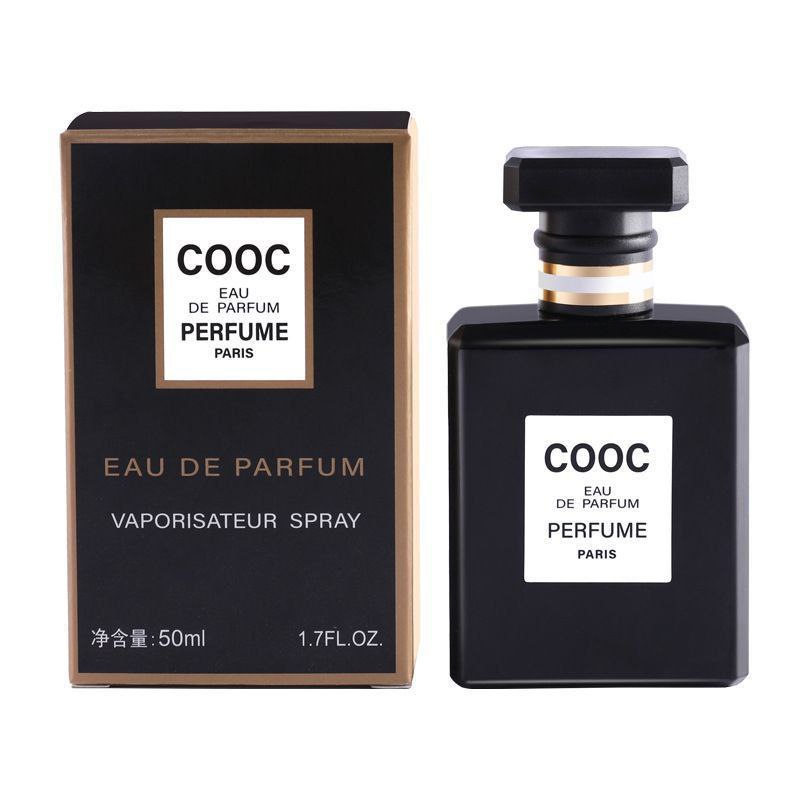 COOC
EAU
DE PARFUM
PERFUME
PARIS
EAU DE PARFUM
VAPORISATEUR SPRAY
净含量:50ml
1.7FL.OZ.
COOC
EAU
DE PARFUM
PERFUME
PARIS